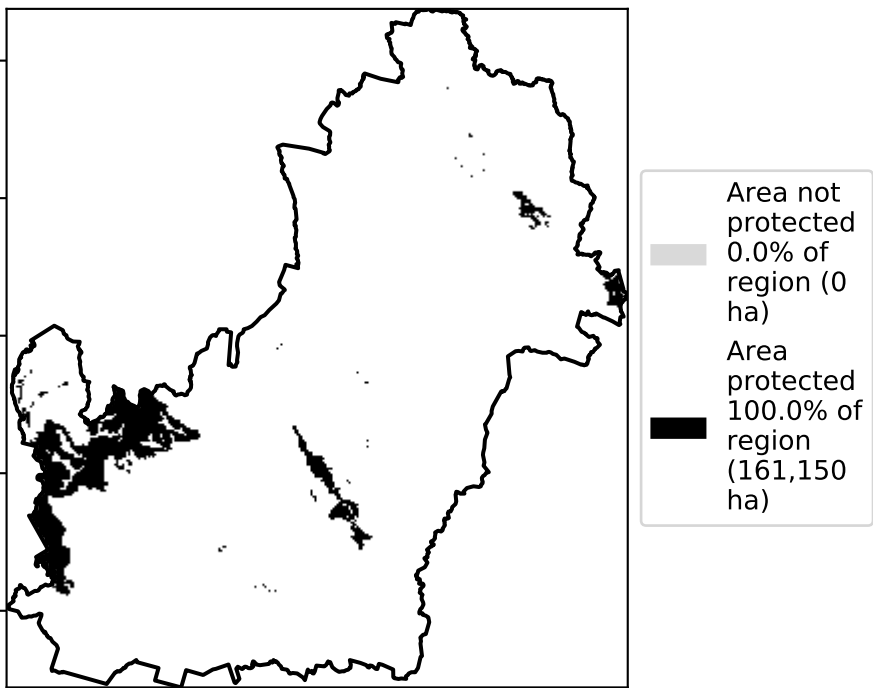 Area not
protected
0.0% of
region (0
ha)
Area
protected
100.0% of
region
(161,150
ha)